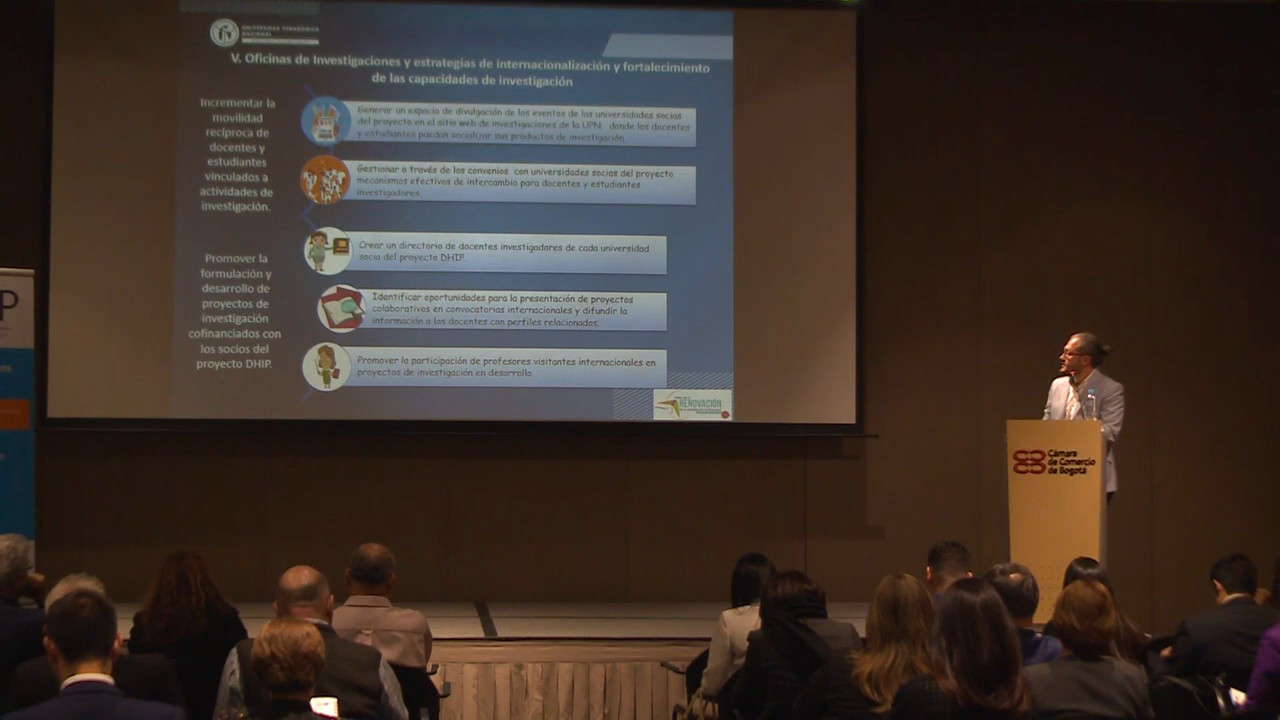 UNIVERSIDAD PEDAGOGICA
NACIONAL
V. Oficinas de Investigaciones y estrategias de internacionalización y fortalecimiento
de las capacidades de investigación
Incrementar la
movilidad
recíproca de
docentes y
estudiantes
vinculados a
actividades de
investigación.
Generar un espacio de divulgación de los eventos de las universidades socias
del proyecto en el sitio web de investigaciones de la UPN: donde los docentes
y estudiantes puedan socializar sus productos de investigación.
Gestionar a través de los convenios con universidades socias del proyecto
mecanismos efectivos de intercambio para docentes y estudiantes
investigadores.
Promover la
formulación y
desarrollo de
proyectos de
investigación
cofinanciados con
los socios del
proyecto DHIP.
Crear un directorio de docentes investigadores de cada universidad
socia del proyecto DHIP.
Identificar oportunidades para la presentación de proyectos
colaborativos en convocatorias internacionales y difundir la
información a los docentes con perfiles relacionados.
Promover la participación de profesores visitantes internacionales en
proyectos de investigación en desarrollo.
RENOVACIÓN
P
Cámara
de Comercio
de Bogotá